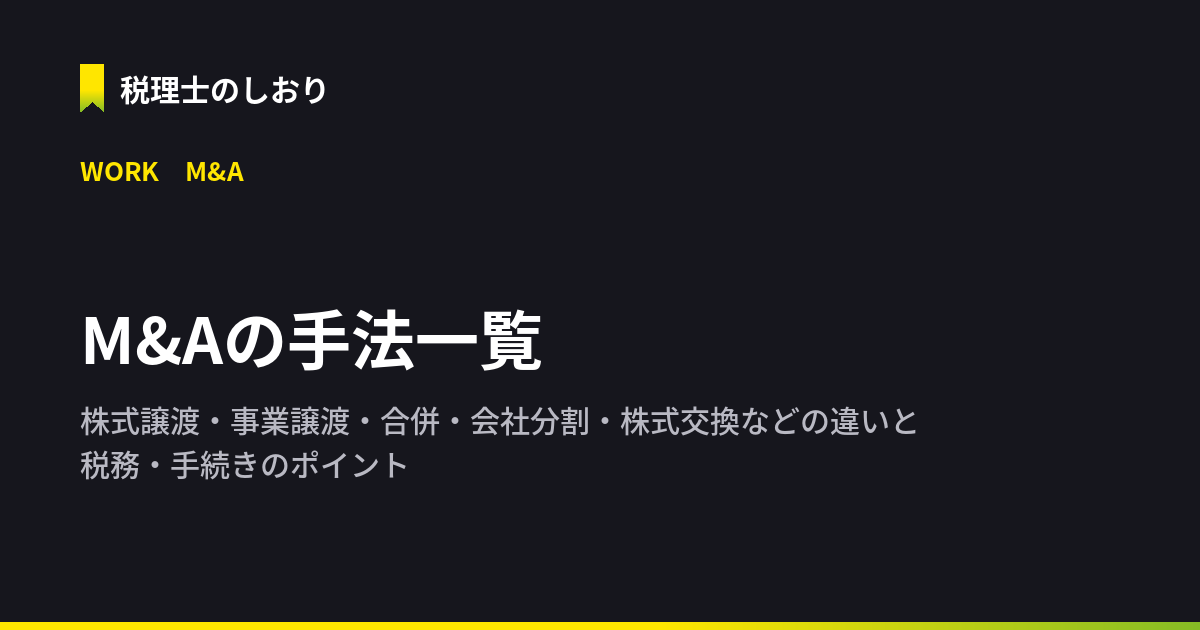 税理士のしおり
WORK M&A
M&Aの手法一覧
株式譲渡・事業譲渡・合併・会社分割・株式交換などの違いと
税務・手続きのポイント